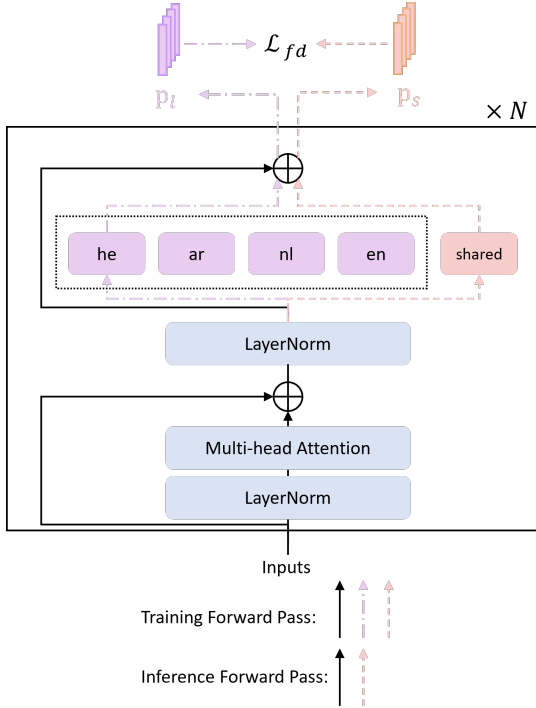 ℒ_fd
p_l
p_s
× N
he
ar
nl
en
shared
LayerNorm
Multi-head Attention
LayerNorm
Inputs
Training Forward Pass:
Inference Forward Pass: